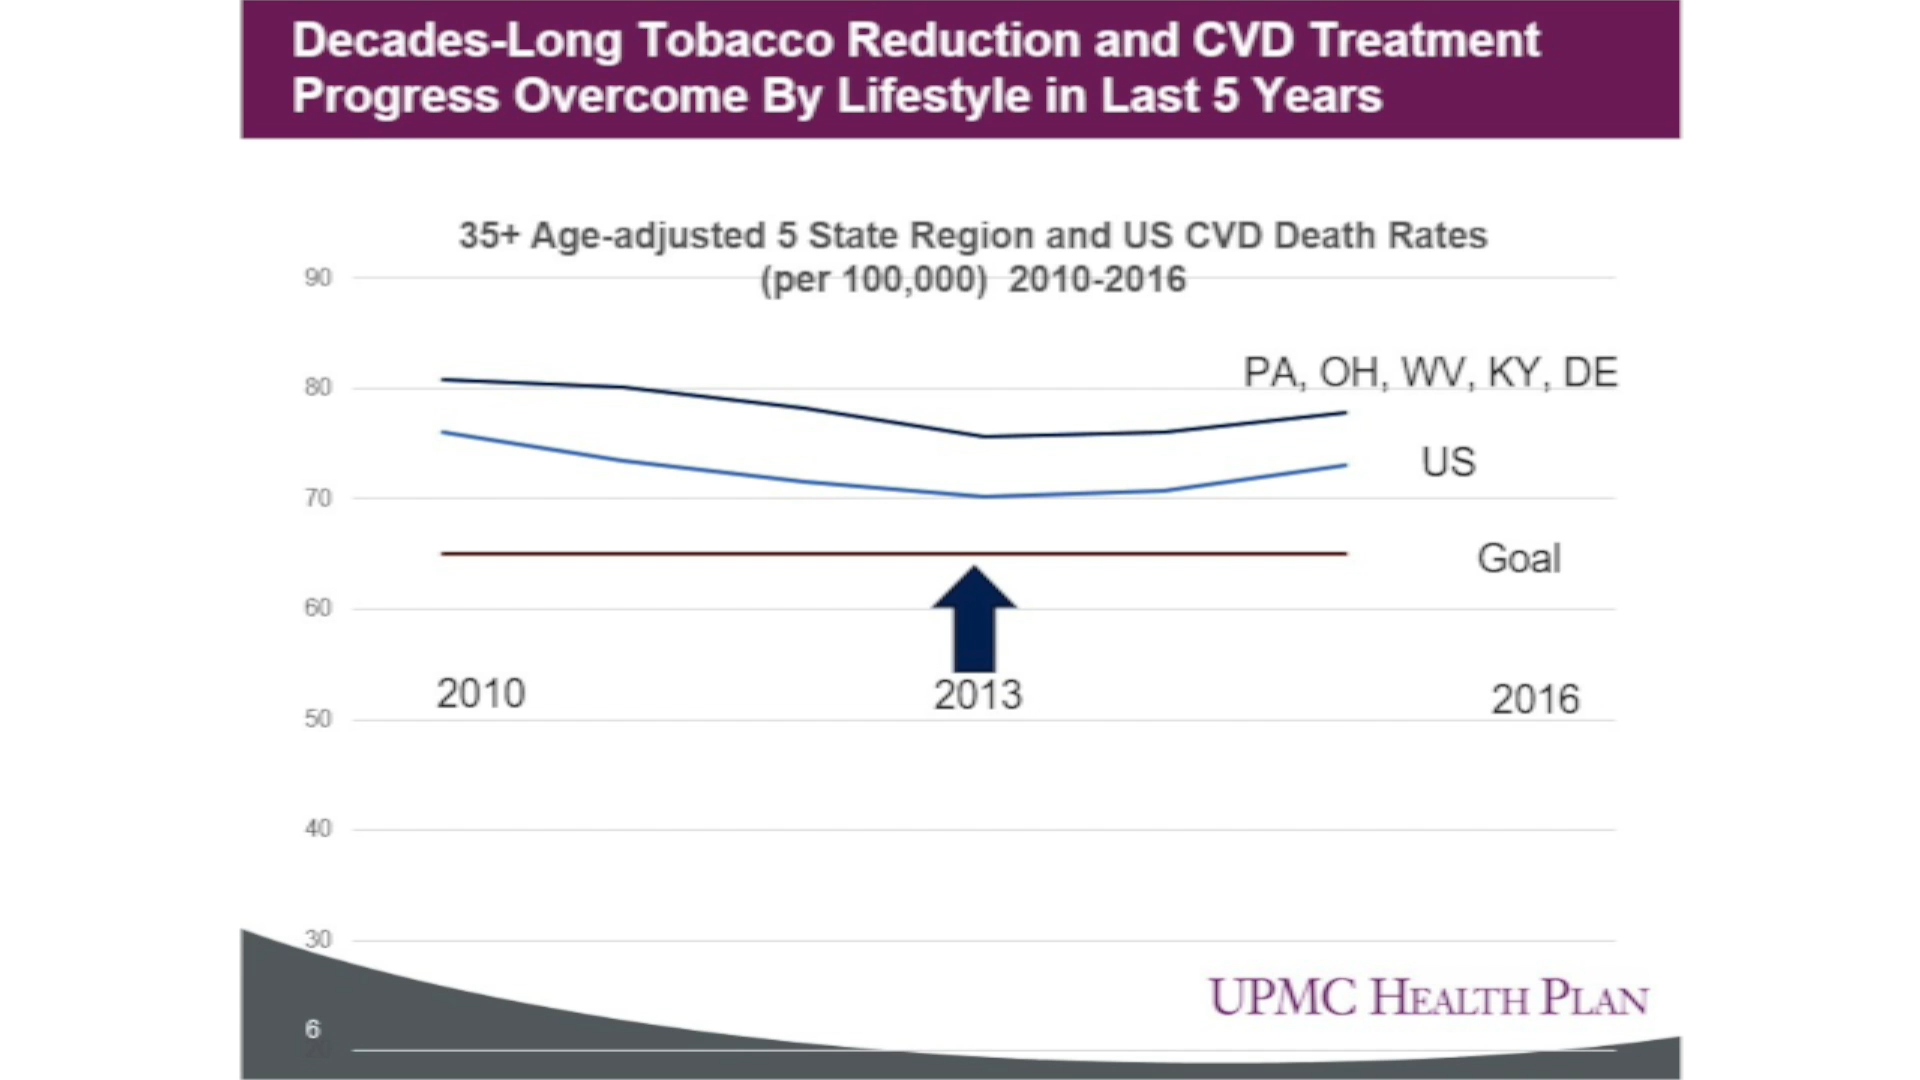 Decades-Long Tobacco Reduction and CVD Treatment
Progress Overcome By Lifestyle in Last 5 Years
35+ Age-adjusted 5 State Region and US CVD Death Rates
(per 100,000) 2010-2016
90
80
PA, OH, WV, KY, DE
US
70
Goal
60
2010
2013
2016
50
40
30
UPMC HEALTH PLAN
6
20